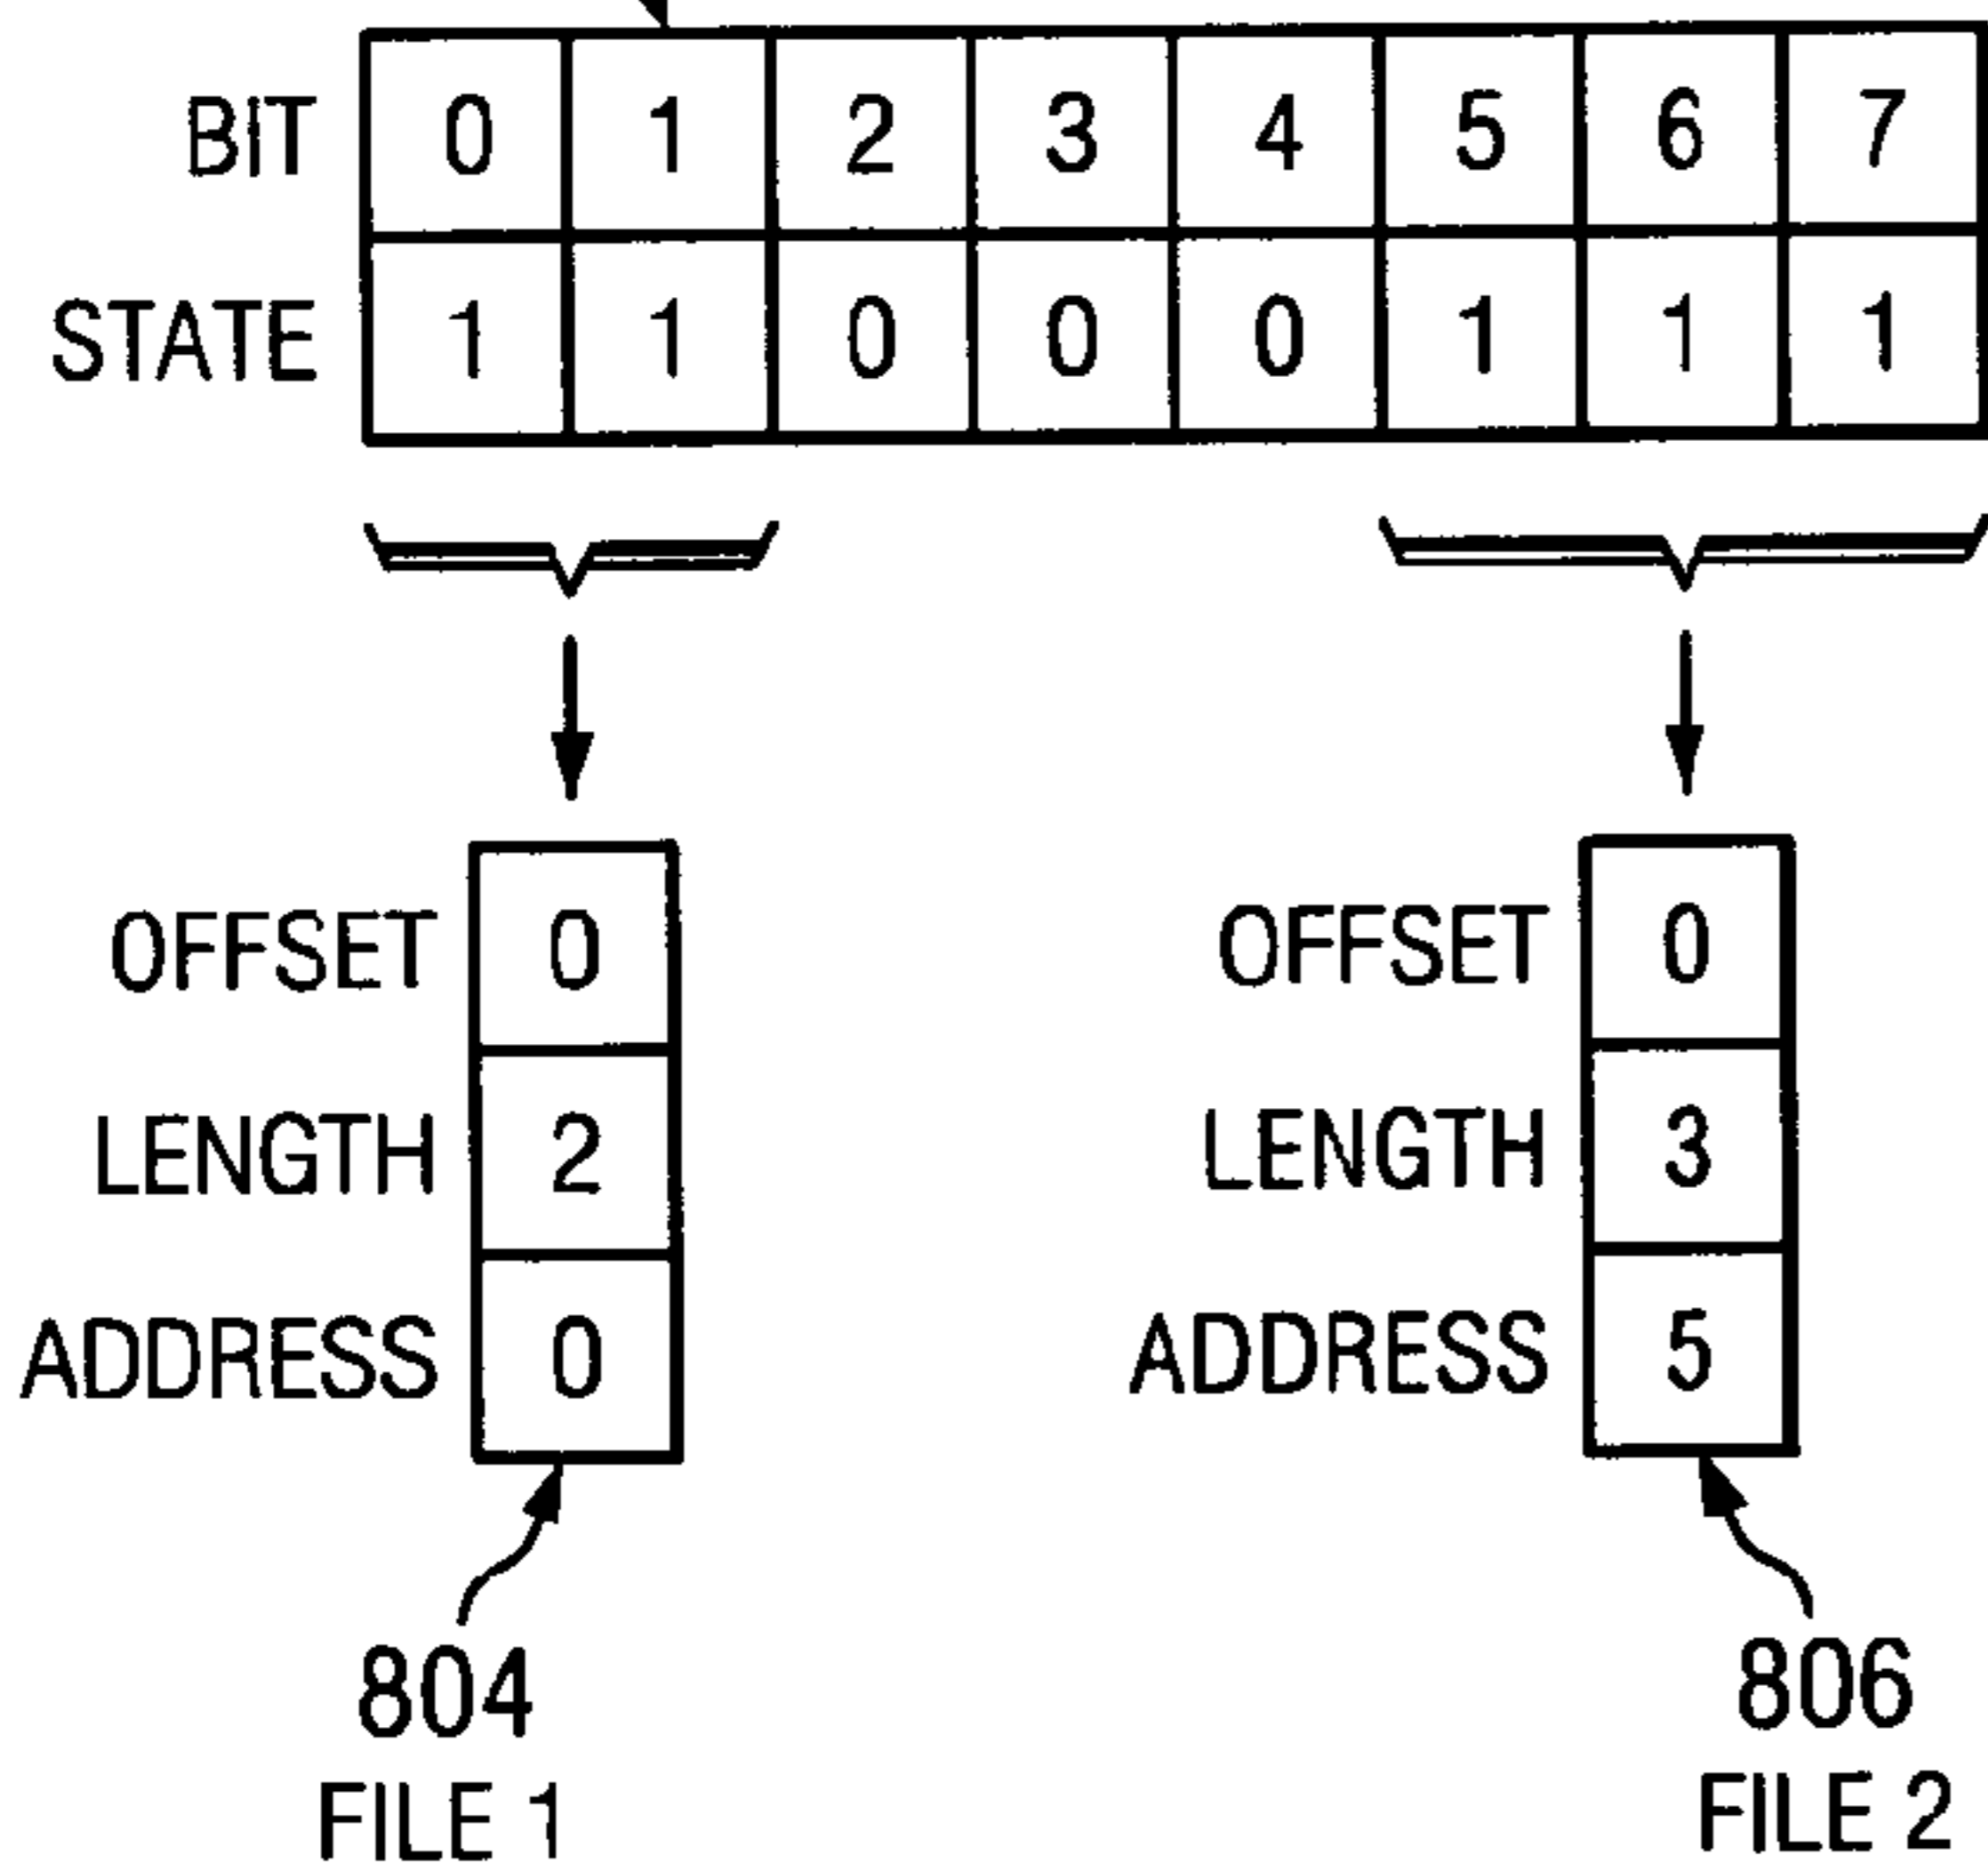 BIT 0 1 2 3 4 5 6 7
STATE 1 1 0 0 0 1 1 1
OFFSET 0
LENGTH 2
ADDRESS 0
804
FILE 1
OFFSET 0
LENGTH 3
ADDRESS 5
806
FILE 2